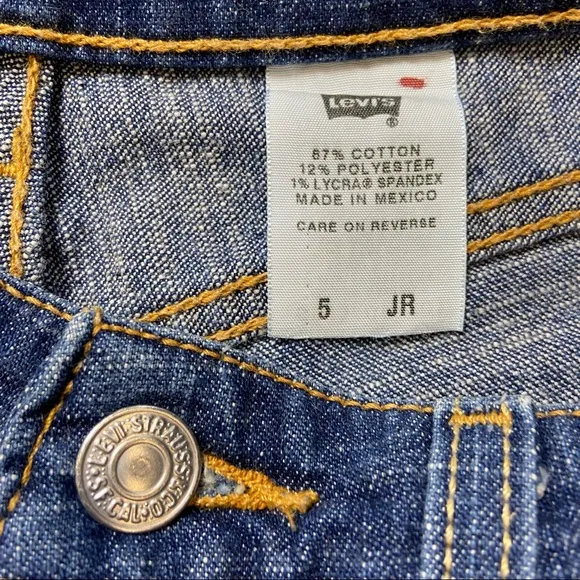 Levi's
®
87% COTTON
12% POLYESTER
1% LYCRA® SPANDEX
MADE IN MEXICO
CARE ON REVERSE
5 JR
LEVI STRAUSS & CO
S.F. CAL